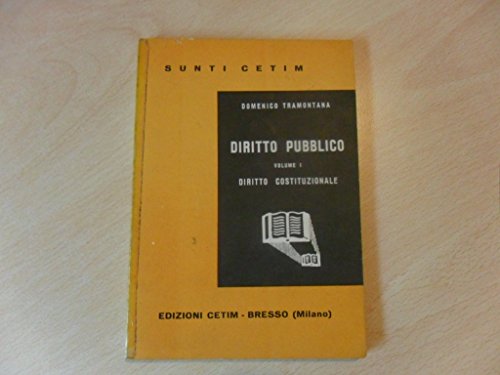 SUNTI CETIM
DOMENICO TRAMONTANA
DIRITTO PUBBLICO
VOLUME I
DIRITTO COSTITUZIONALE
EDIZIONI CETIM - BRESSO (Milano)